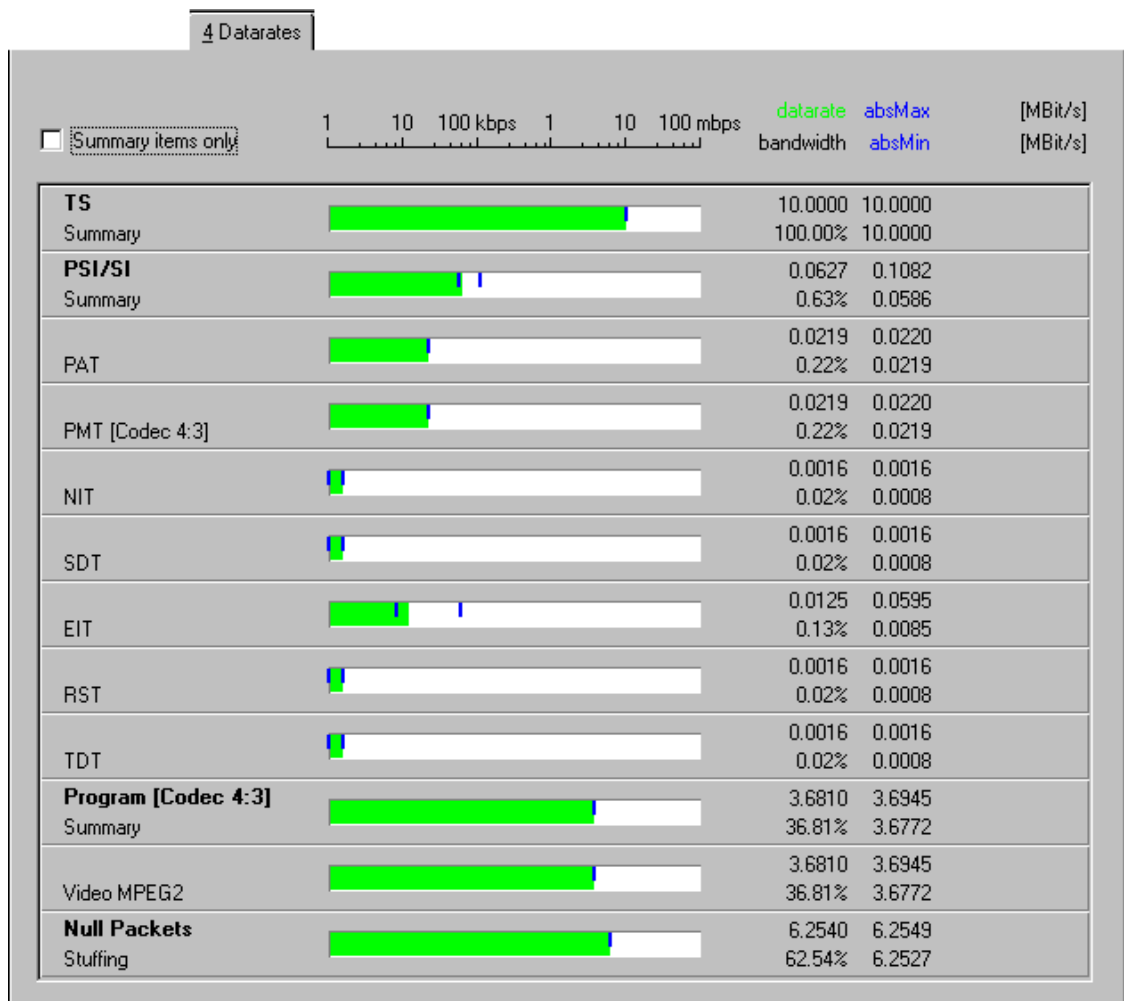 4 Datarates
1 10 100 kbps 1 10 100 mbps datarate absMax [MBit/s]
Summary items only bandwidth absMin [MBit/s]
TS 10.0000 10.0000
Summary 100.00% 10.0000
PSI/SI 0.0627 0.1082
Summary 0.63% 0.0586
0.0219 0.0220
PAT 0.22% 0.0219
0.0219 0.0220
PMT [Codec 4:3] 0.22% 0.0219
0.0016 0.0016
NIT 0.02% 0.0008
0.0016 0.0016
SDT 0.02% 0.0008
0.0125 0.0595
EIT 0.13% 0.0085
0.0016 0.0016
RST 0.02% 0.0008
0.0016 0.0016
TDT 0.02% 0.0008
Program [Codec 4:3] 3.6810 3.6945
Summary 36.81% 3.6772
3.6810 3.6945
Video MPEG2 36.81% 3.6772
Null Packets 6.2540 6.2549
Stuffing 62.54% 6.2527